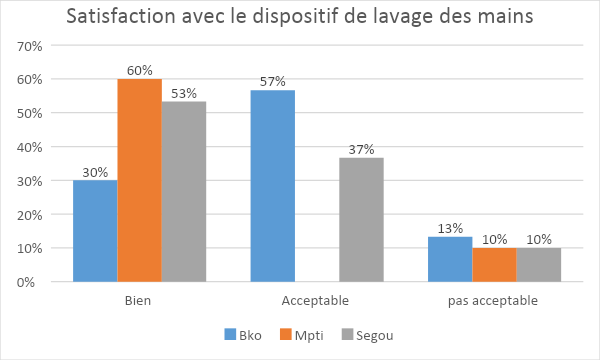 Satisfaction avec le dispositif de lavage des mains
70%
60%
50%
40%
30%
20%
10%
0%
30%
60%
53%
57%
37%
13%
10%
10%
Bien
Acceptable
pas acceptable
Bko
Mpti
Segou